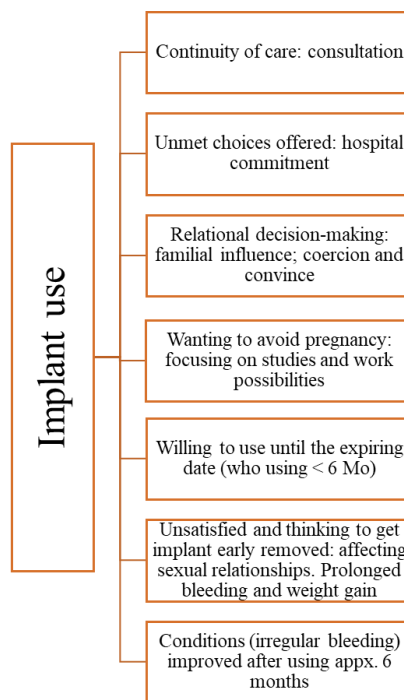 Implant use
Continuity of care: consultation
Unmet choices offered: hospital
commitment
Relational decision-making:
familial influence; coercion and
convince
Wanting to avoid pregnancy:
focusing on studies and work
possibilities
Willing to use until the expiring
date (who using < 6 Mo)
Unsatisfied and thinking to get
implant early removed: affecting
sexual relationships. Prolonged
bleeding and weight gain
Conditions (irregular bleeding)
improved after using appx. 6
months